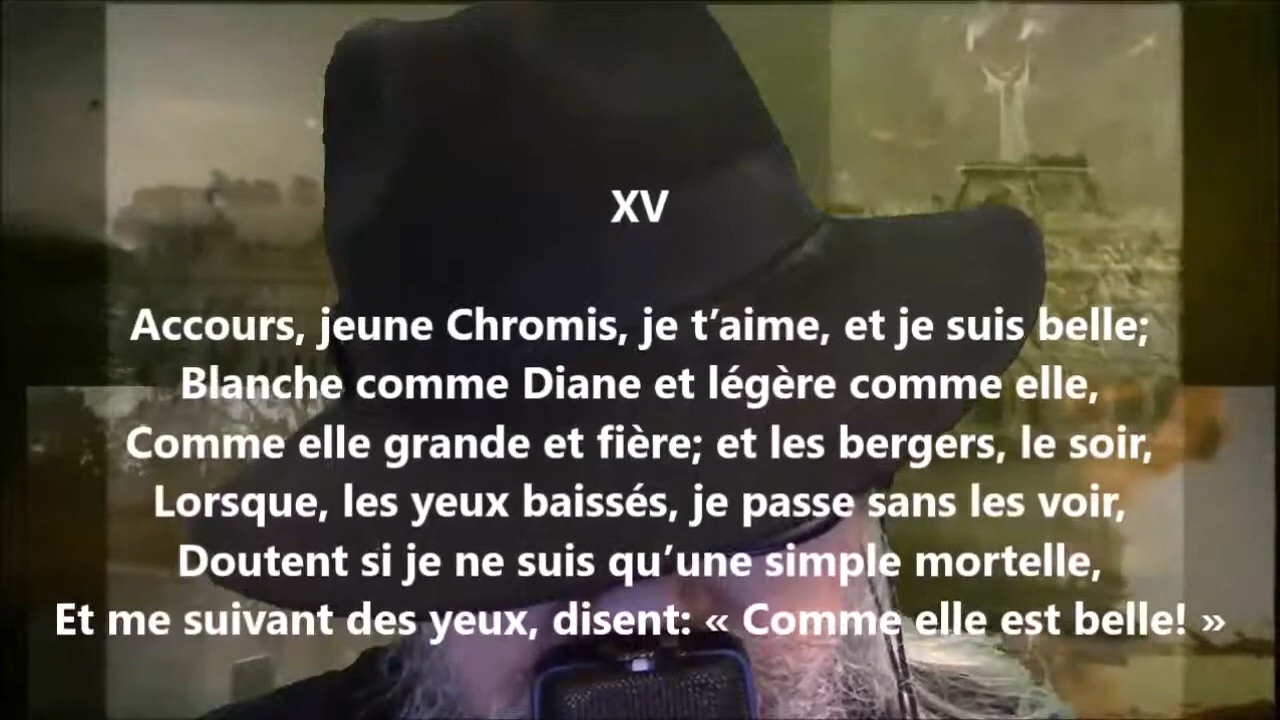 XV
Accours, jeune Chromis, je t’aime, et je suis belle;
Blanche comme Diane et légère comme elle,
Comme elle grande et fière; et les bergers, le soir,
Lorsque, les yeux baissés, je passe sans les voir,
Doutent si je ne suis qu’une simple mortelle,
Et me suivant des yeux, disent: « Comme elle est belle! »